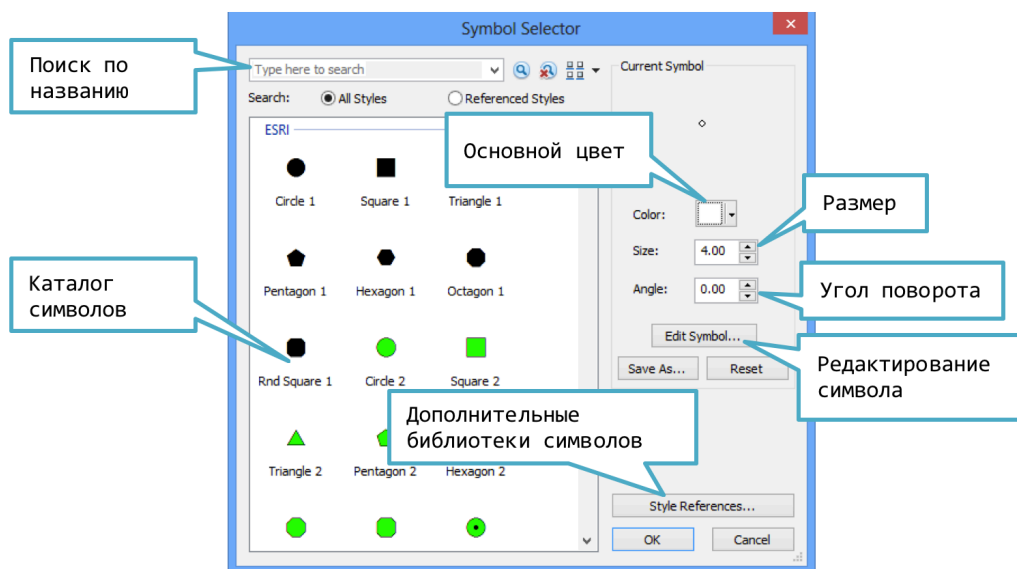 Symbol Selector
Поиск по
названию
Type here to search
Current Symbol
Search:
All Styles
Referenced Styles
ESRI
Основной цвет
Circle 1
Square 1
Triangle 1
Color:
Размер
Size:
4.00
Каталог
символов
Pentagon 1
Hexagon 1
Octagon 1
Angle:
0.00
Угол поворота
Edit Symbol...
Редактирование
символа
Rnd Square 1
Circle 2
Square 2
Save As...
Reset
Дополнительные
библиотеки символов
Triangle 2
Pentagon 2
Hexagon 2
Style References...
OK
Cancel